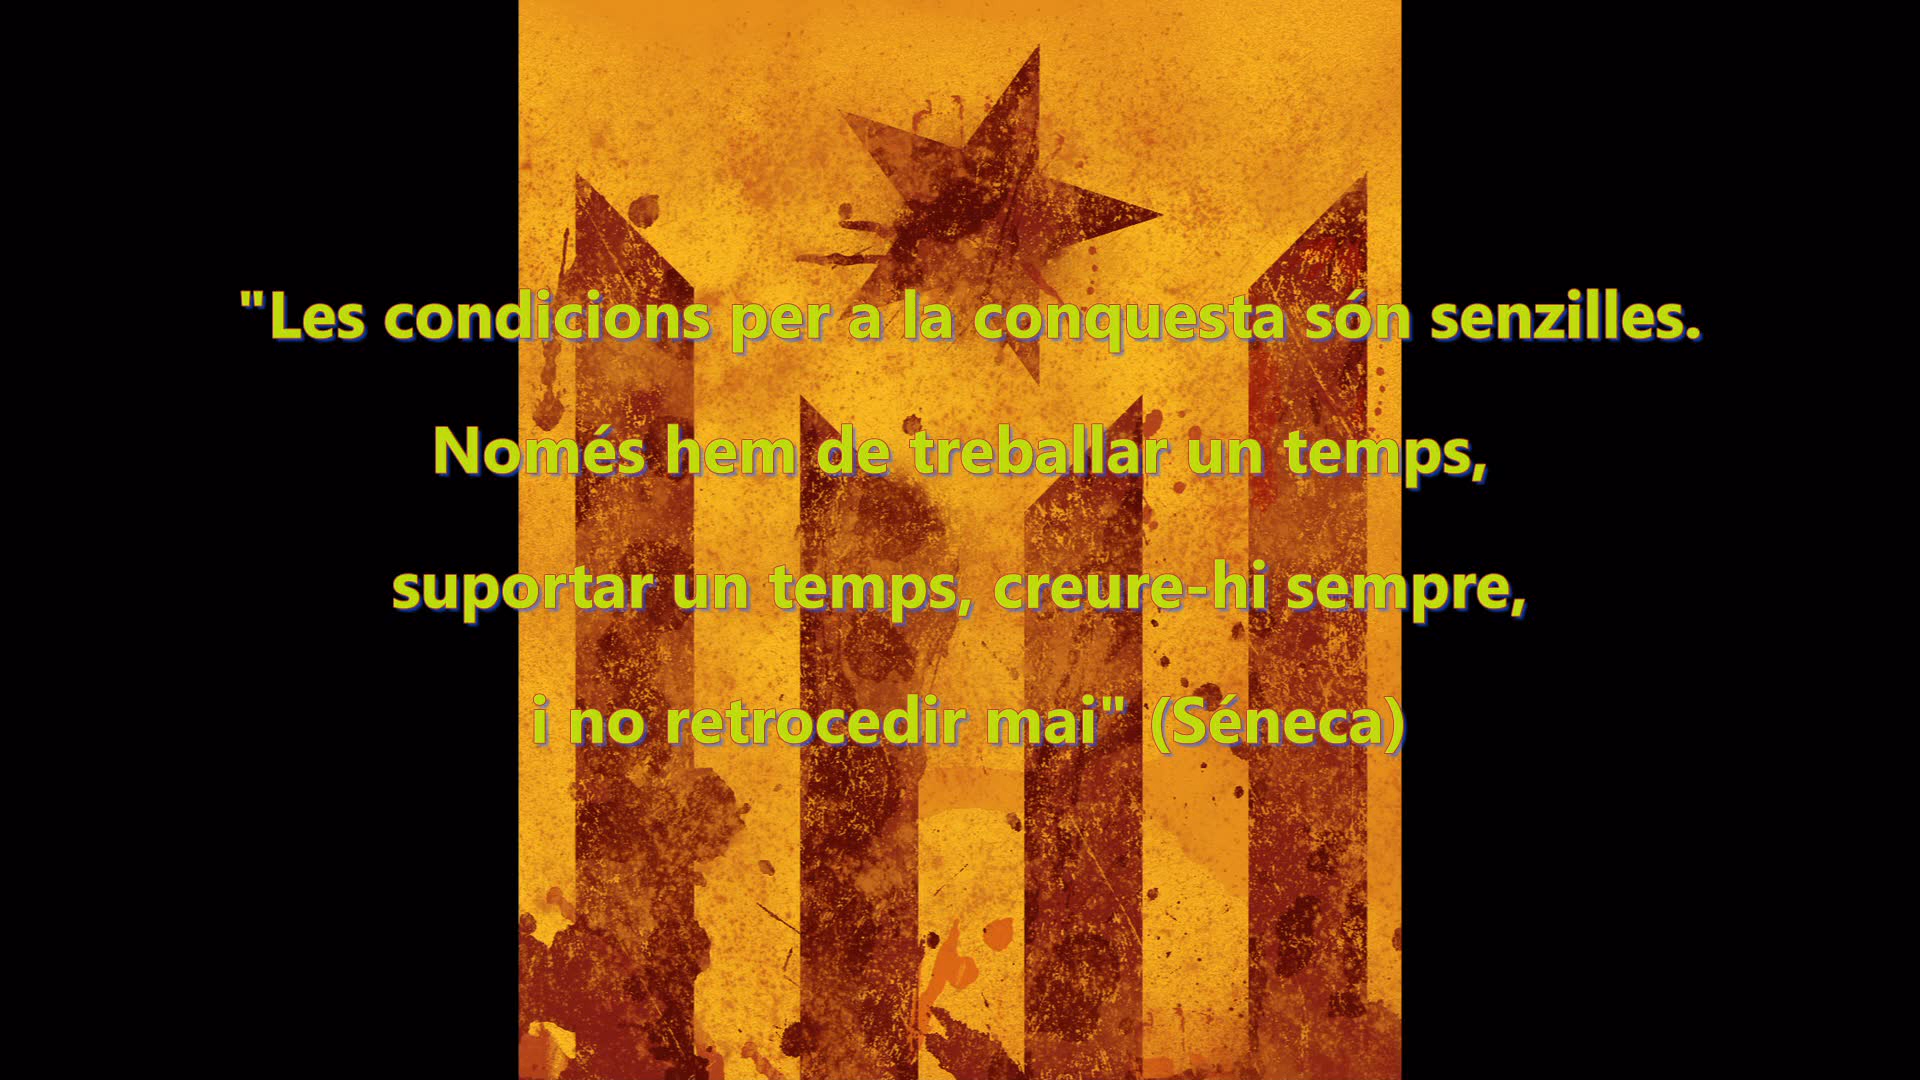 "Les condicions per a la conquesta són senzilles.
Només hem de treballar un temps,
suportar un temps, creure-hi sempre,
i no retrocedir mai" (Séneca)